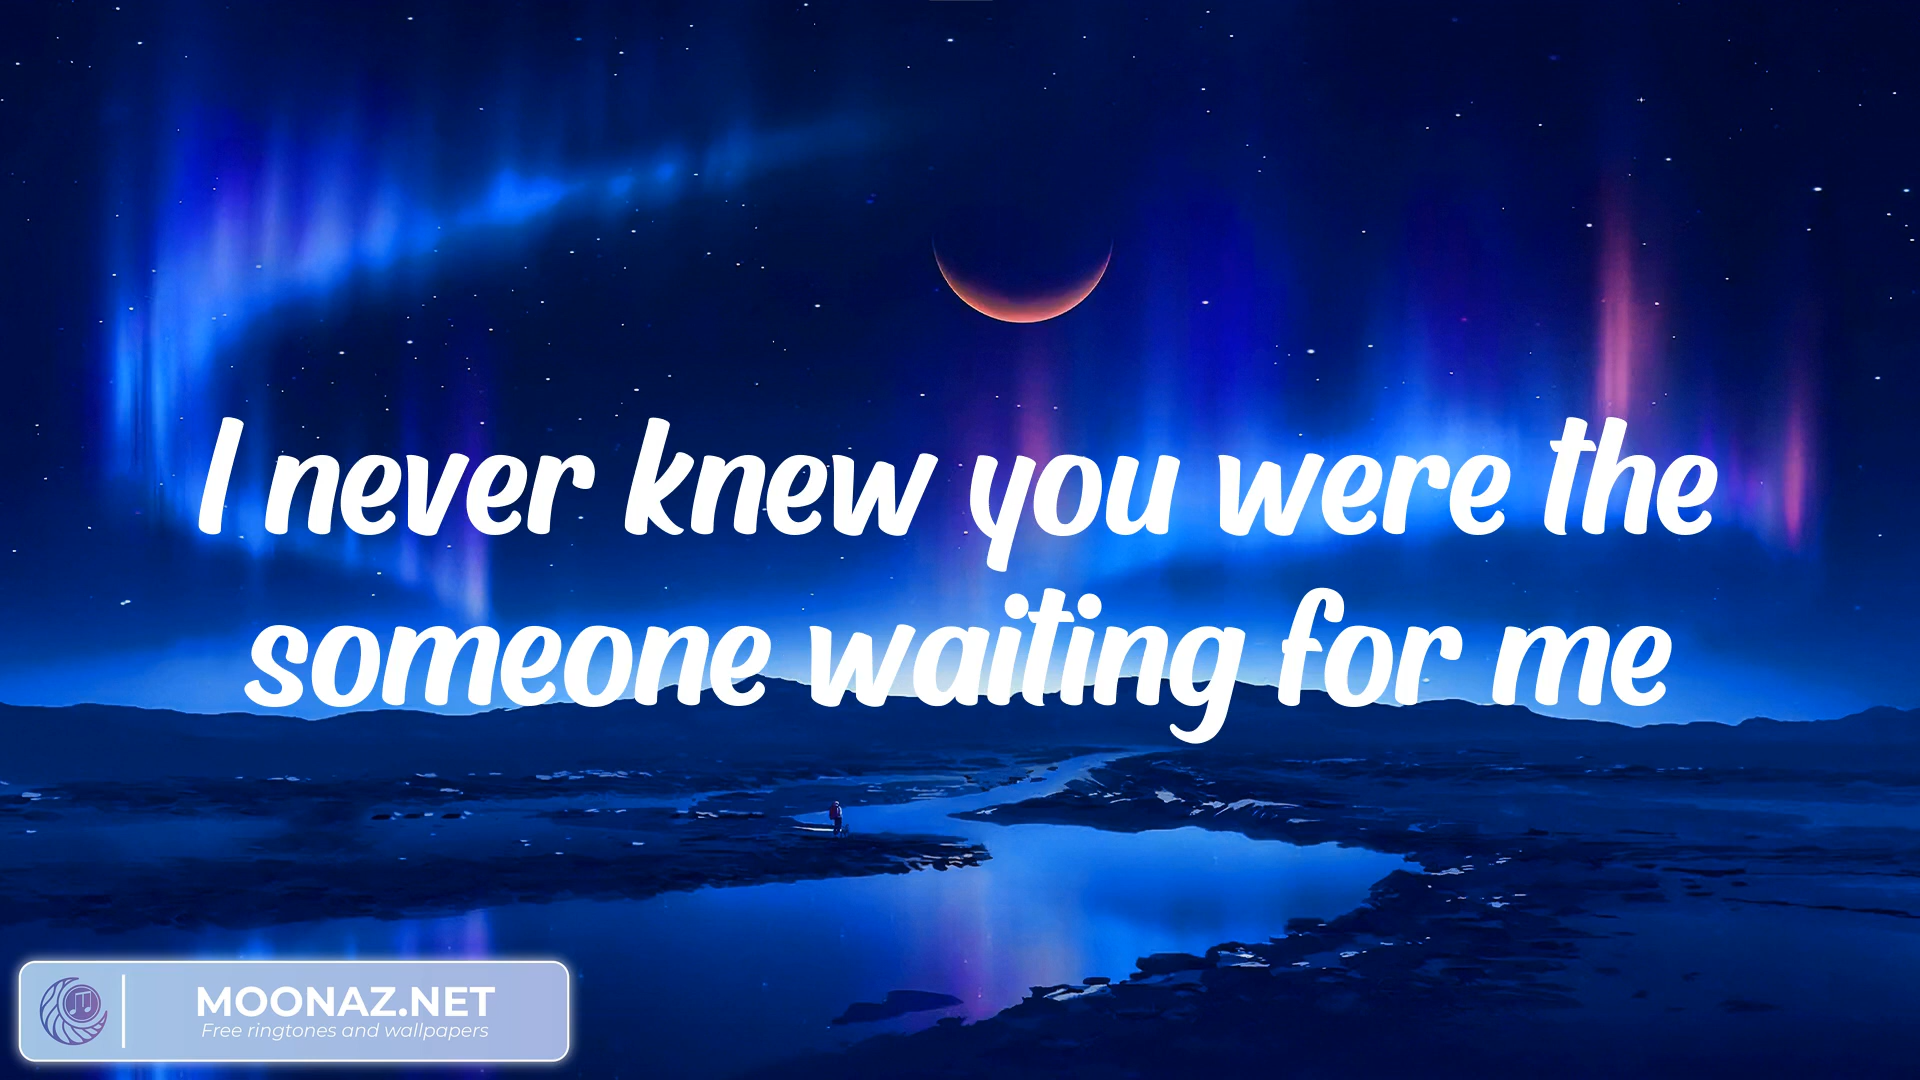 I never knew you were the
someone waiting for me
MOONAZ.NET
Free ringtones and wallpapers